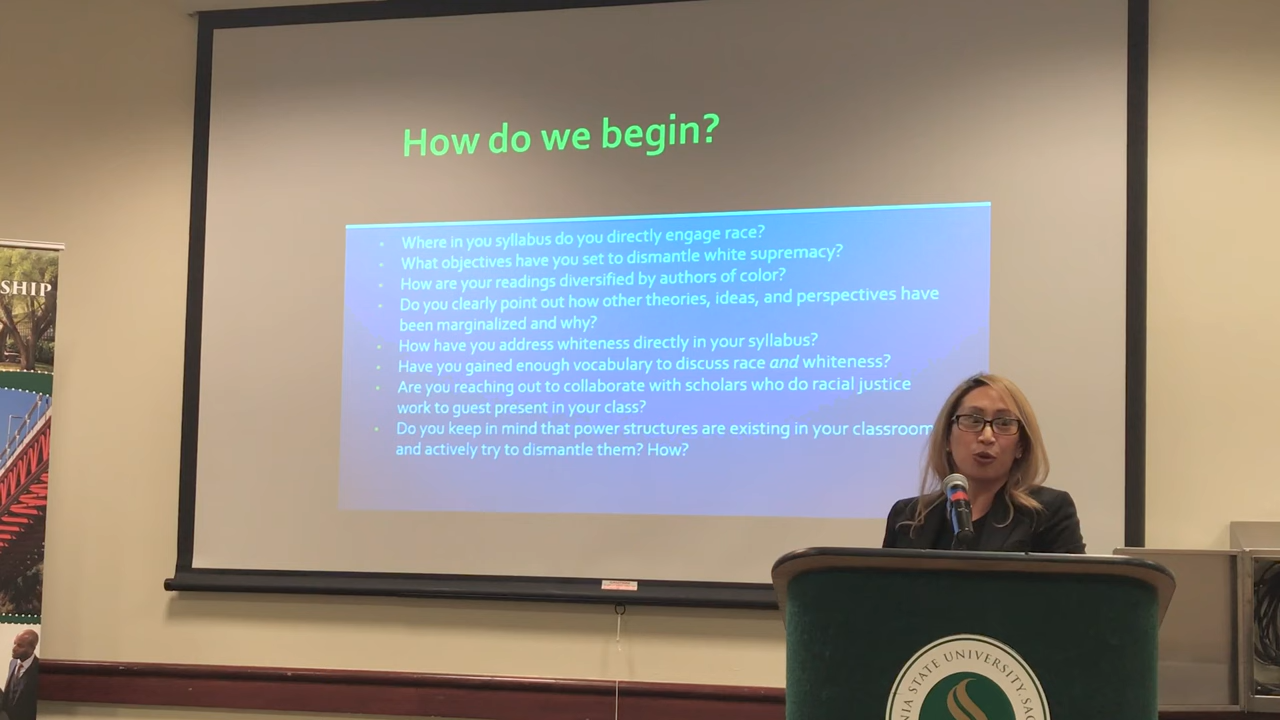 How do we begin?
Where in you syllabus do you directly engage race?
What objectives have you set to dismantle white supremacy?
How are your readings diversified by authors of color?
Do you clearly point out how other theories, ideas, and perspectives have
been marginalized and why?
How have you address whiteness directly in your syllabus?
Have you gained enough vocabulary to discuss race and whiteness?
Are you reaching out to collaborate with scholars who do racial justice
work to guest present in your class?
Do you keep in mind that power structures are existing in your classroom
and actively try to dismantle them? How?
SHIP
NIA STATE UNIVERSITY, SAC